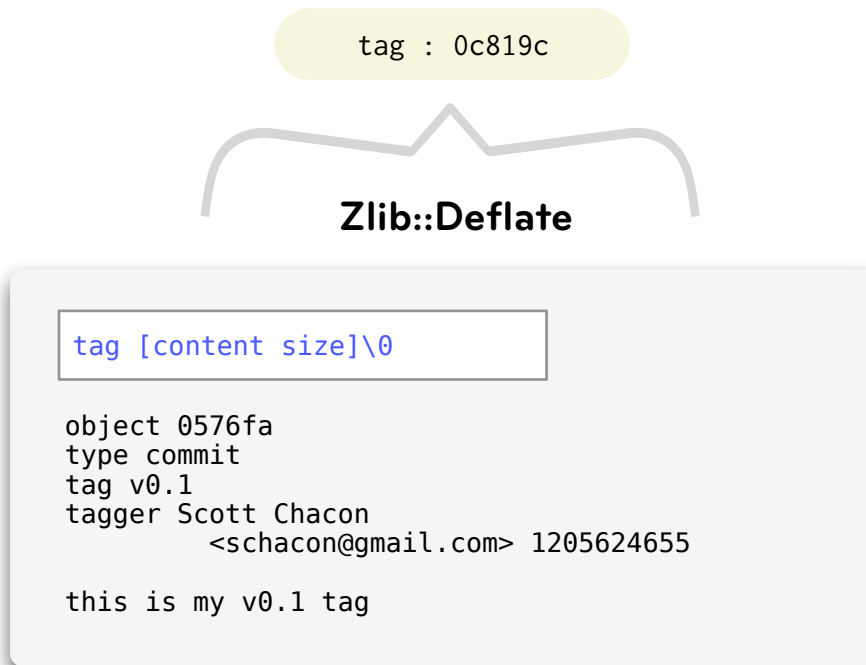 tag : 0c819c
Zlib::Deflate
tag [content size]\0
object 0576fa
type commit
tag v0.1
tagger Scott Chacon
<schacon@gmail.com> 1205624655
this is my v0.1 tag